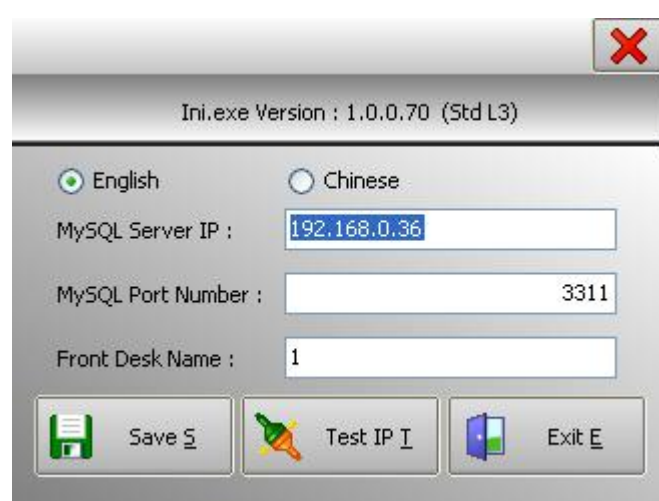 Ini.exe Version : 1.0.0.70 (Std L3)
English Chinese
MySQL Server IP : 192.168.0.36
MySQL Port Number : 3311
Front Desk Name : 1
Save S Test IP T Exit E